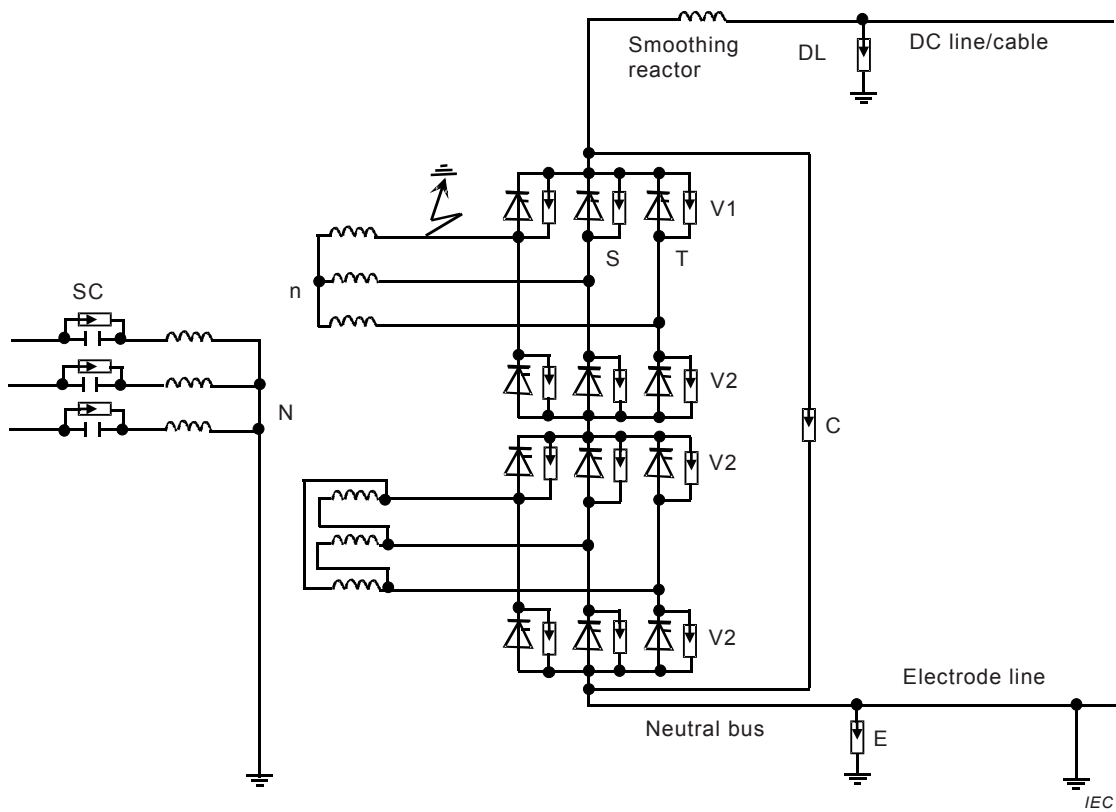 Smoothing
reactor
DL
DC line/cable
V1
S
T
n
SC
V2
N
C
V2
V2
Electrode line
Neutral bus
E
IEC